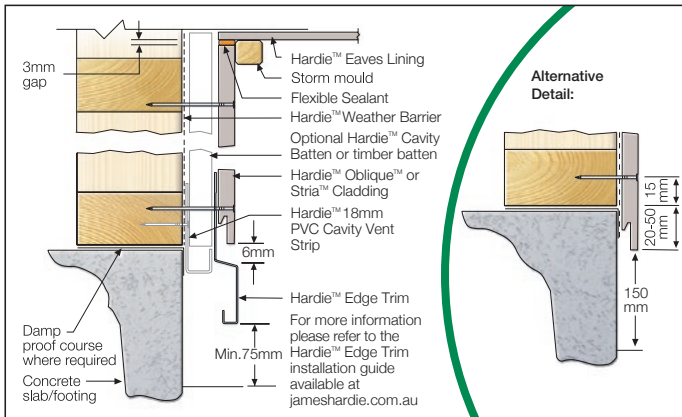 3mm
gap
Hardie™ Eaves Lining
Storm mould
Flexible Sealant
Hardie™ Weather Barrier
Optional Hardie™ Cavity
Batten or timber batten
Hardie™ Oblique™ or
Stria™ Cladding
Hardie™ 18mm
PVC Cavity Vent
Strip
6mm
Hardie™ Edge Trim
For more information
please refer to the
Hardie™ Edge Trim
installation guide
available at
jameshardie.com.au
Min.75mm
Damp
proof course
where required
Concrete
slab/footing
Alternative
Detail:
15
mm
20-50
mm
150
mm